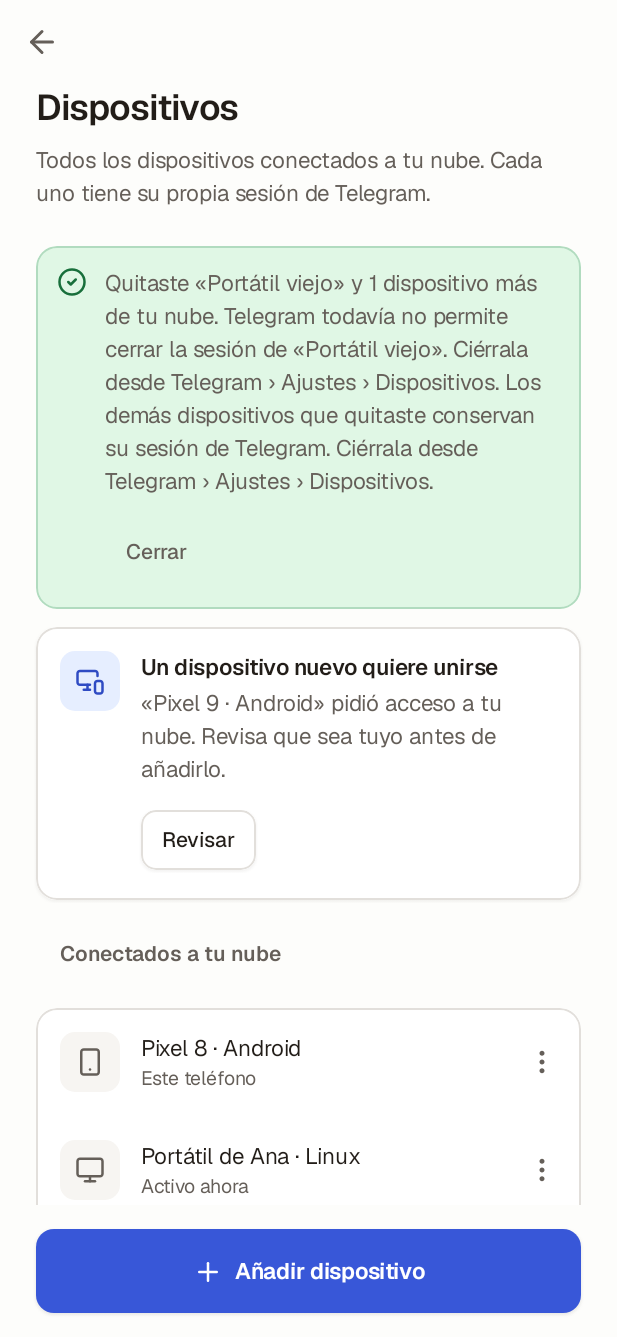 Dispositivos
Todos los dispositivos conectados a tu nube. Cada
uno tiene su propia sesión de Telegram.
Quitaste «Portátil viejo» y 1 dispositivo más
de tu nube. Telegram todavía no permite
cerrar la sesión de «Portátil viejo». Ciérrala
desde Telegram › Ajustes › Dispositivos. Los
demás dispositivos que quitaste conservan
su sesión de Telegram. Ciérrala desde
Telegram › Ajustes › Dispositivos.
Cerrar
Un dispositivo nuevo quiere unirse
«Pixel 9 · Android» pidió acceso a tu
nube. Revisa que sea tuyo antes de
añadirlo.
Revisar
Conectados a tu nube
Pixel 8 · Android
Este teléfono
Portátil de Ana · Linux
Activo ahora
Añadir dispositivo